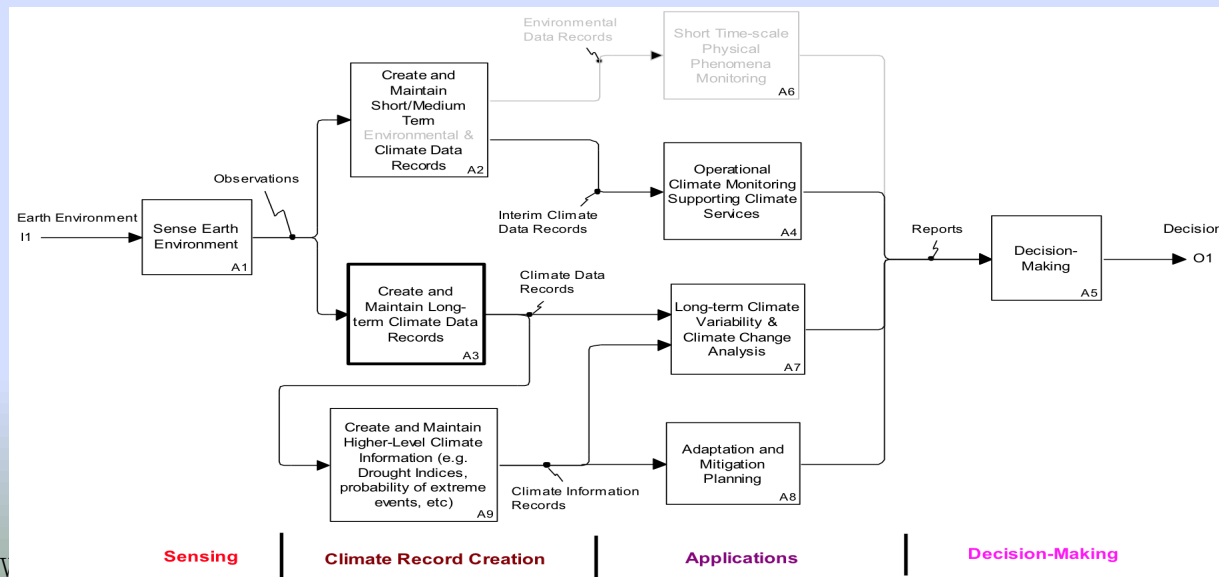 Environmental
Data Records
Short Time-scale
Physical
Phenomena
Monitoring
A6
Create and
Maintain
Short/Medium
Term
Environmental &
Climate Data
Records
A2
Observations
Earth Environment
I1
Sense Earth
Environment
A1
Interim Climate
Data Records
Operational
Climate Monitoring
Supporting Climate
Services
A4
Reports
Decision-
Making
A5
Decision
O1
Create and
Maintain Long-
term Climate Data
Records
A3
Climate Data
Records
Long-term Climate
Variability &
Climate Change
Analysis
A7
Create and Maintain
Higher-Level Climate
Information (e.g.
Drought Indices,
probability of extreme
events, etc)
A9
Climate Information
Records
Adaptation and
Mitigation
Planning
A8
Sensing
Climate Record Creation
Applications
Decision-Making